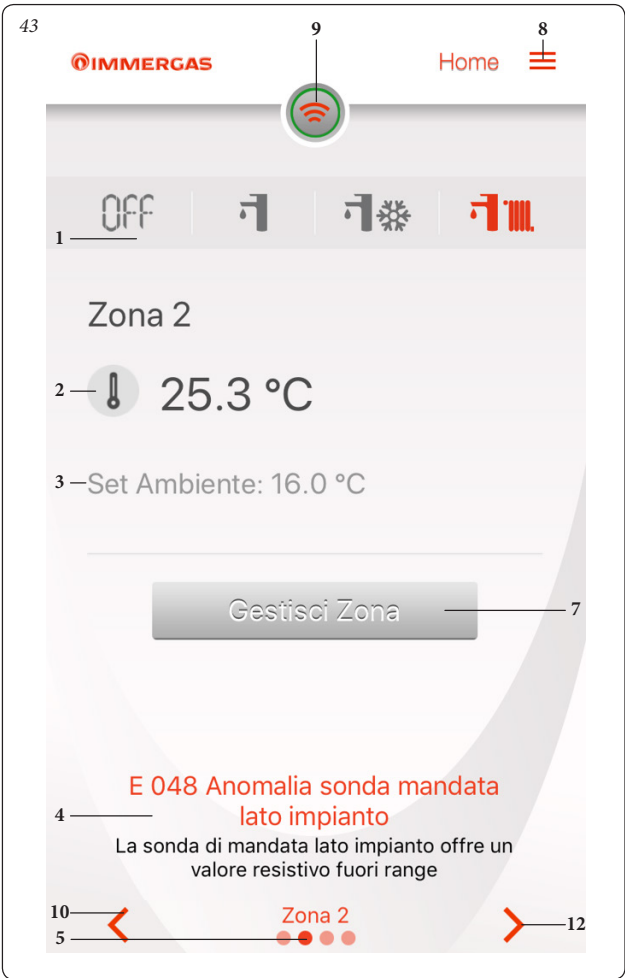 43
9
8
IMMERGAS
Home
OFF
1
Zona 2
2
25.3 °C
3
Set Ambiente: 16.0 °C
Gestisci Zona
7
E 048 Anomalia sonda mandata
lato impianto
4
La sonda di mandata lato impianto offre un
valore resistivo fuori range
10
Zona 2
12
5